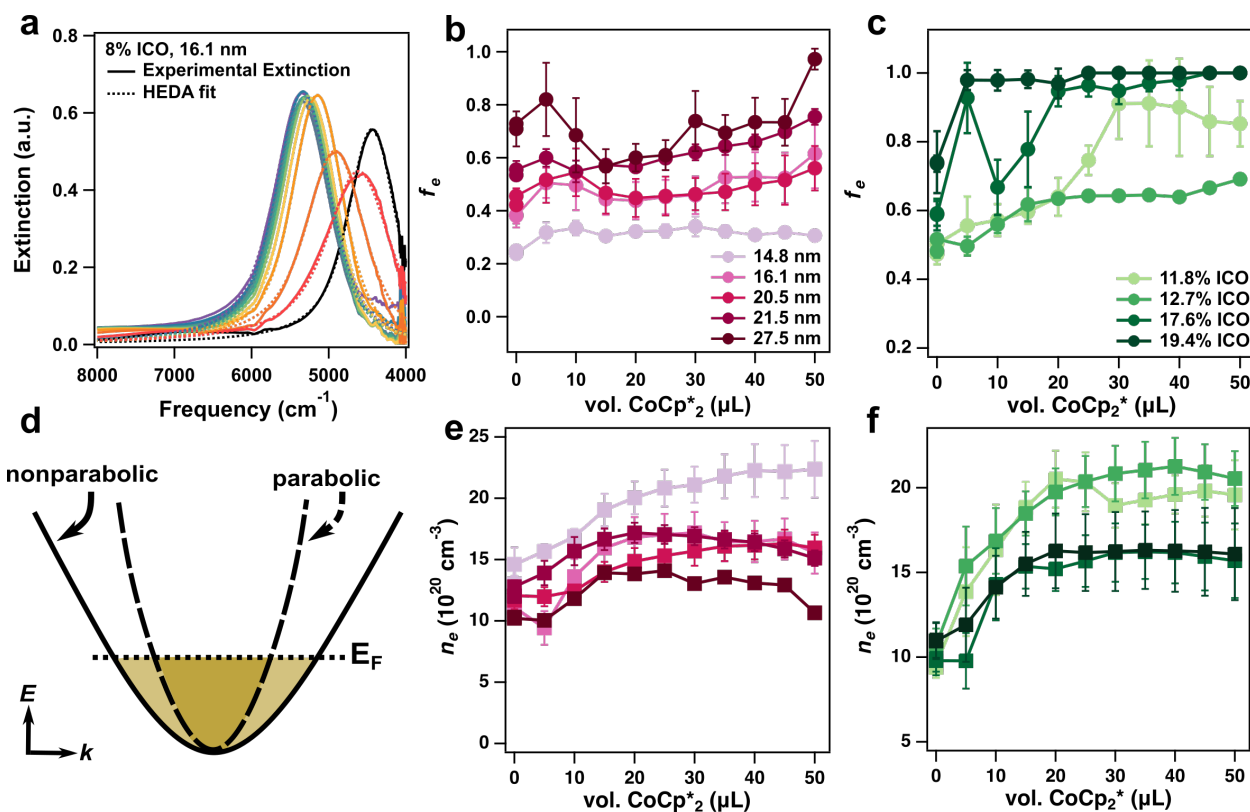 a
8% ICO, 16.1 nm
Experimental Extinction
HEDA fit
Extinction (a.u.)
0.8
0.6
0.4
0.2
0.0
8000 7000 6000 5000 4000
Frequency (cm⁻¹)
b
fₑ
1.0
0.8
0.6
0.4
0.2
0.0
14.8 nm
16.1 nm
20.5 nm
21.5 nm
27.5 nm
0 10 20 30 40 50
vol. CoCp*₂ (µL)
c
fₑ
1.0
0.8
0.6
0.4
0.2
11.8% ICO
12.7% ICO
17.6% ICO
19.4% ICO
0 10 20 30 40 50
vol. CoCp₂* (µL)
d
nonparabolic
parabolic
E_F
E
k
e
nₑ (10²⁰ cm⁻³)
25
20
15
10
5
0
0 10 20 30 40 50
vol. CoCp*₂ (µL)
f
nₑ (10²⁰ cm⁻³)
20
15
10
5
0 10 20 30 40 50
vol. CoCp₂* (µL)